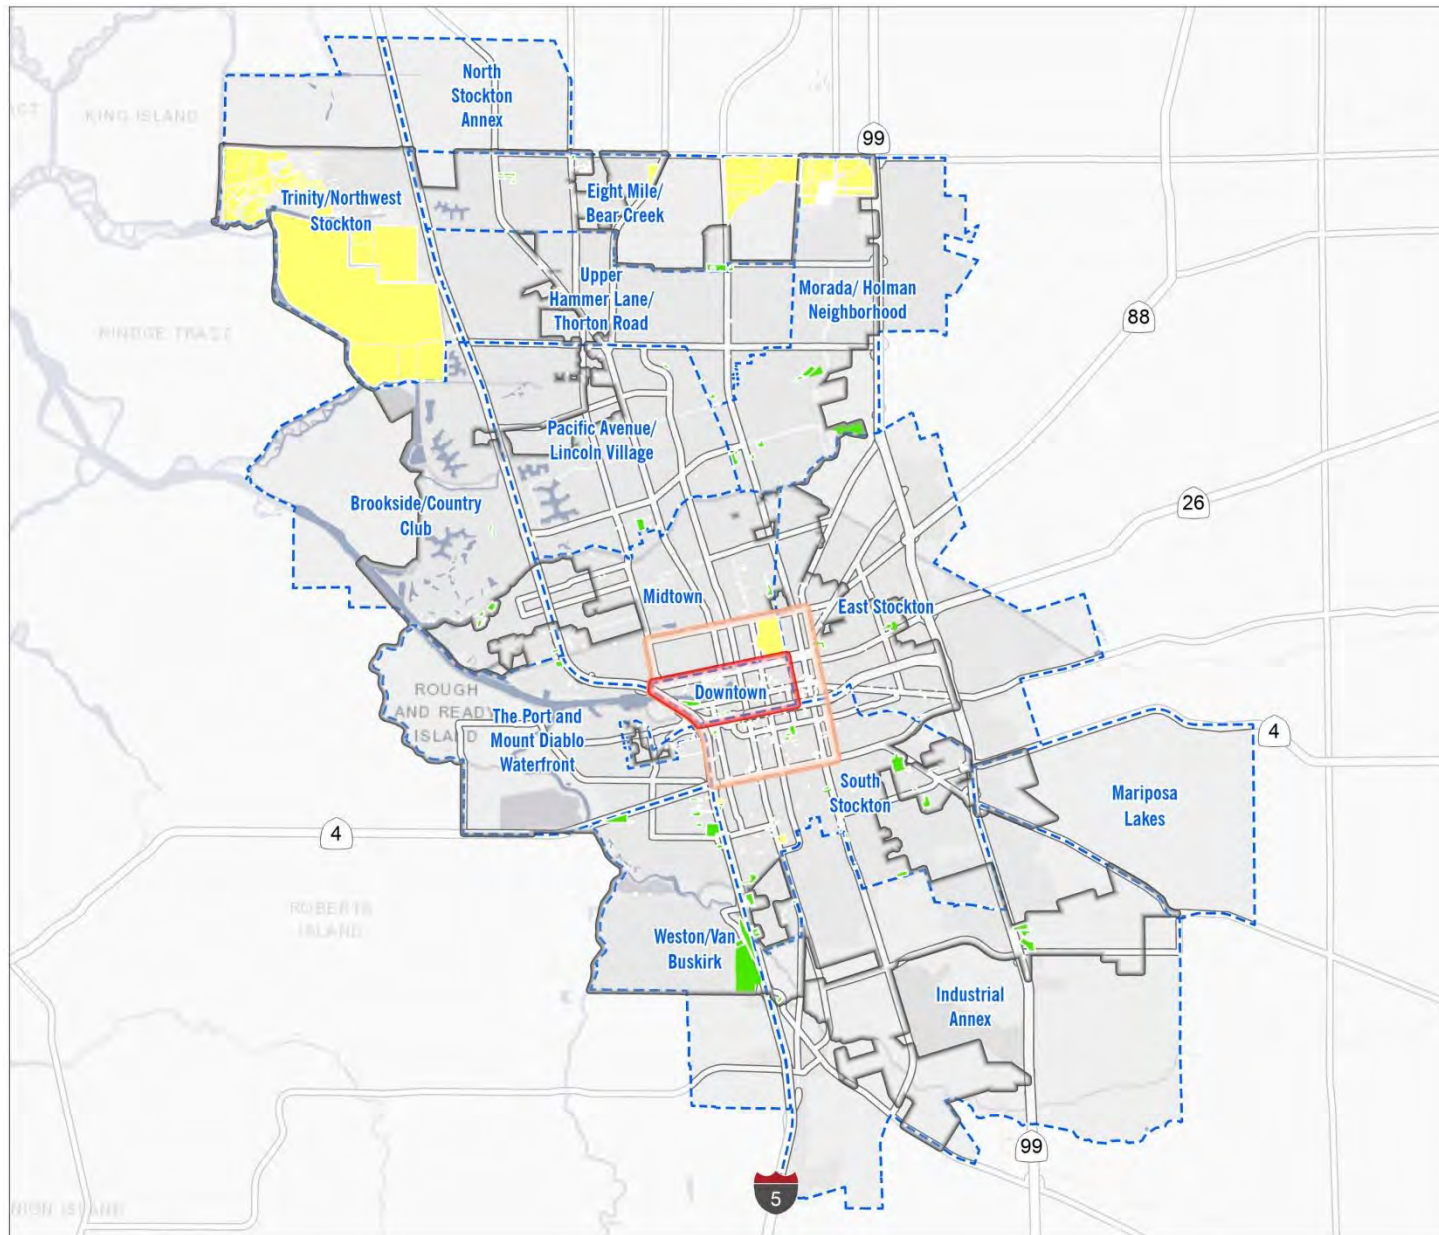 North
Stockton
Annex
KING ISLAND
99
Trinity/Northwest
Stockton
Eight Mile/
Bear Creek
Upper
Hammer Lane/
Thorton Road
Morada/ Holman
Neighborhood
88
Pacific Avenue/
Lincoln Village
Brookside/Country
Club
26
Midtown
East Stockton
ROUGH
AND READY
ISLAND
Downtown
The Port and
Mount Diablo
Waterfront
4
South
Stockton
Mariposa
Lakes
4
ROBERTS
ISLAND
Weston/Van
Buskirk
Industrial
Annex
99
5